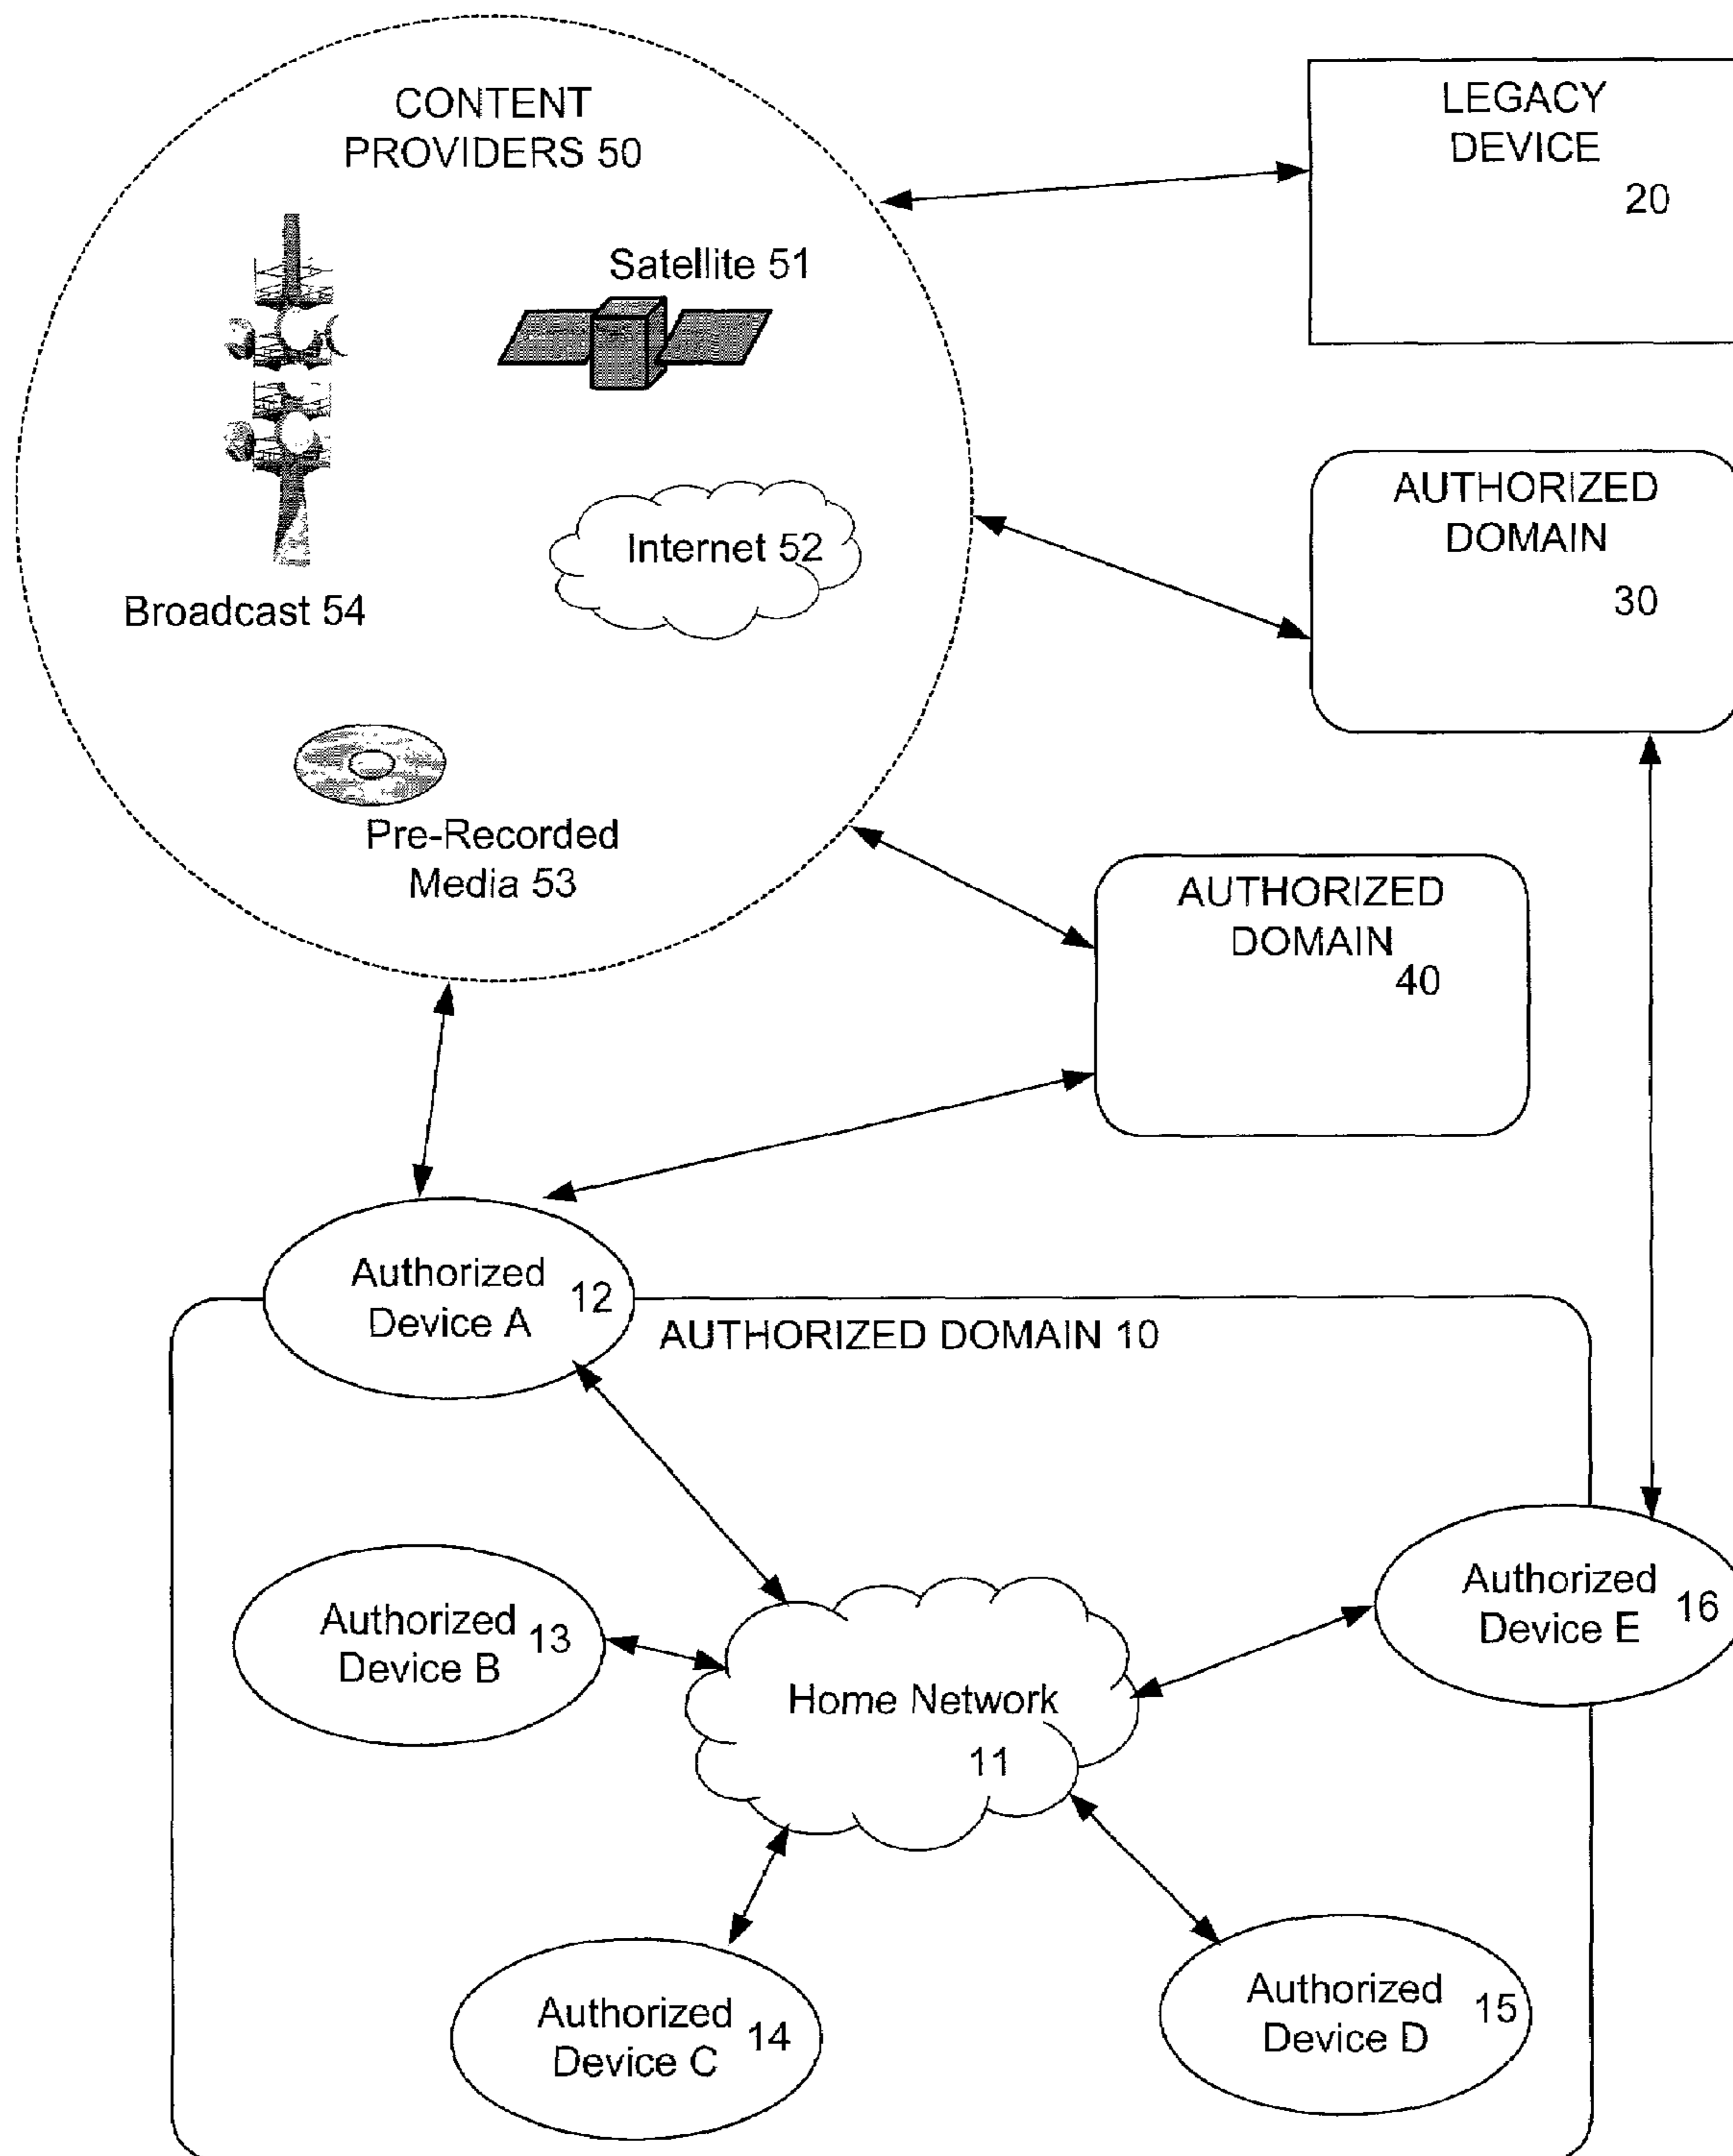 CONTENT
PROVIDERS 50
Satellite 51
Internet 52
Broadcast 54
Pre-Recorded
Media 53
LEGACY
DEVICE
20
AUTHORIZED
DOMAIN
30
AUTHORIZED
DOMAIN
40
Authorized
Device A
12
AUTHORIZED DOMAIN 10
Authorized
Device B
13
Home Network
11
Authorized
Device E
16
Authorized
Device C
14
Authorized
Device D
15